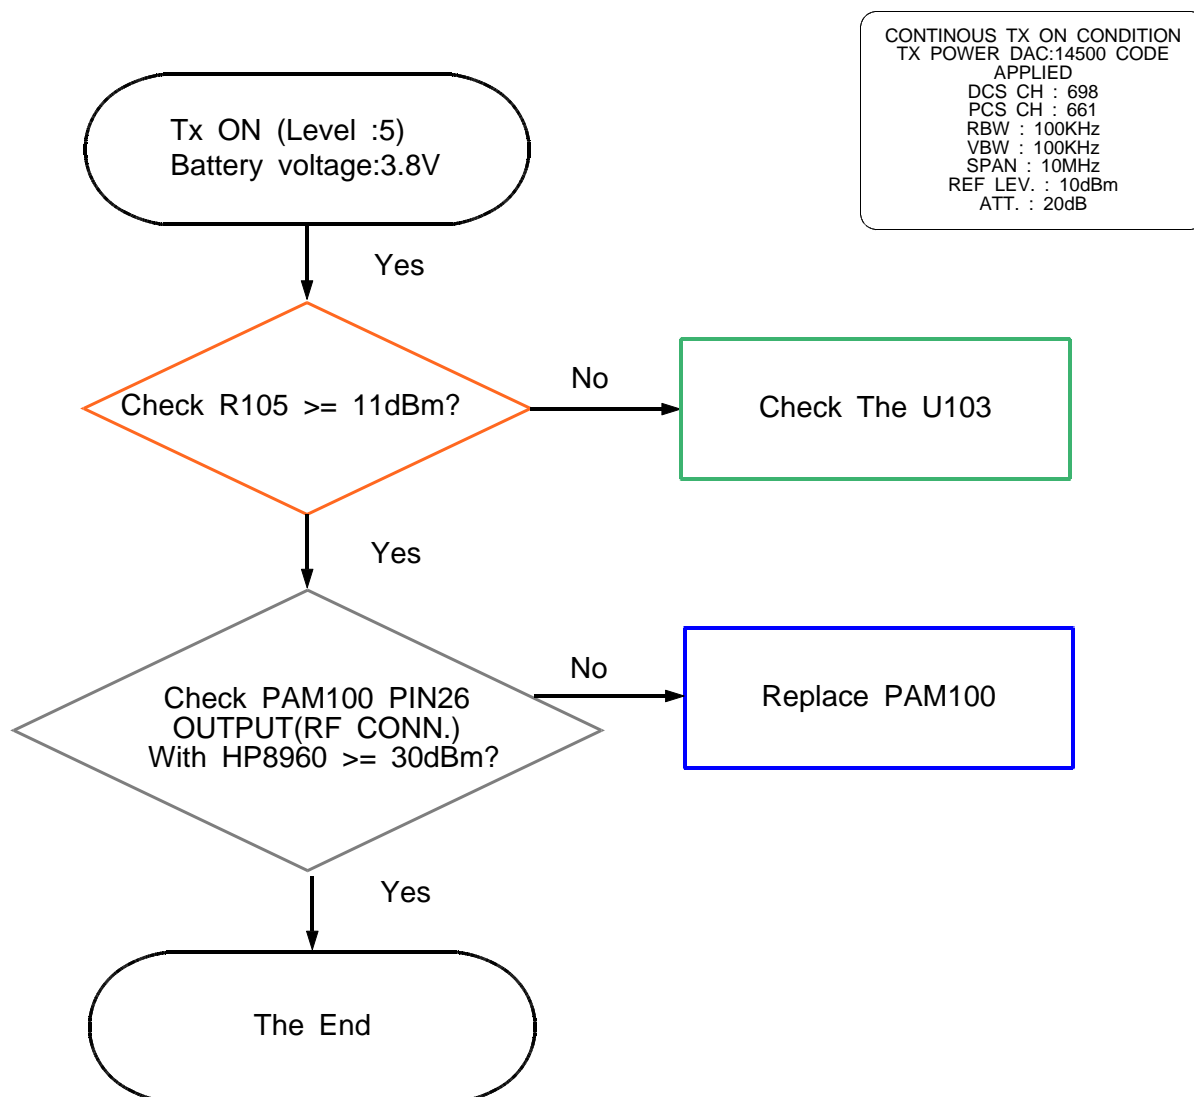 CONTINOUS TX ON CONDITION
TX POWER DAC:14500 CODE
APPLIED
DCS CH : 698
PCS CH : 661
RBW : 100KHz
VBW : 100KHz
SPAN : 10MHz
REF LEV. : 10dBm
ATT. : 20dB
Tx ON (Level :5)
Battery voltage:3.8V
Yes
Check R105 >= 11dBm?
No
Check The U103
Yes
Check PAM100 PIN26
OUTPUT(RF CONN.)
With HP8960 >= 30dBm?
No
Replace PAM100
Yes
The End